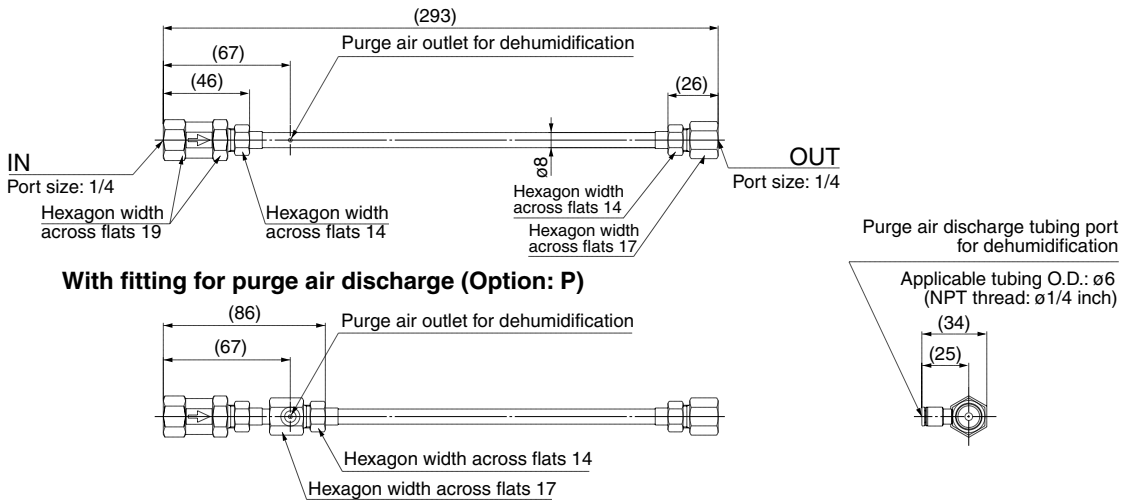 (293)
(67)
Purge air outlet for dehumidification
(46)
(26)
IN
Port size: 1/4
ø8
OUT
Port size: 1/4
Hexagon width
across flats 19
Hexagon width
across flats 14
Hexagon width
across flats 14
Hexagon width
across flats 17
Purge air discharge tubing port
for dehumidification
Applicable tubing O.D.: ø6
(NPT thread: ø1/4 inch)
With fitting for purge air discharge (Option: P)
(86)
Purge air outlet for dehumidification
(67)
(34)
(25)
Hexagon width across flats 14
Hexagon width across flats 17